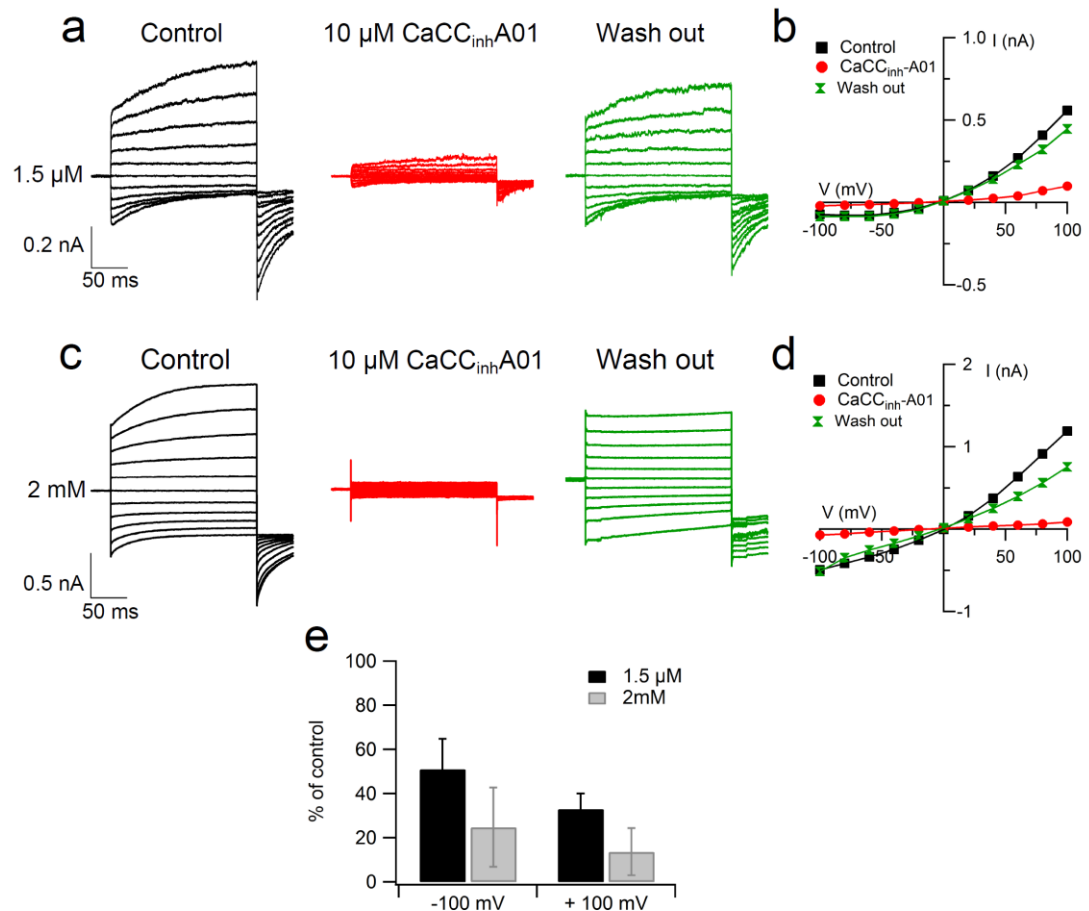 a
Control
10 µM CaCCinhA01
Wash out
1.5 µM
0.2 nA
50 ms
b
Control
CaCCinh-A01
Wash out
1.0
I (nA)
0.5
V (mV)
-100
-50
50
100
-0.5
c
Control
10 µM CaCCinhA01
Wash out
2 mM
0.5 nA
50 ms
d
Control
CaCCinh-A01
Wash out
2
I (nA)
1
V (mV)
-100
-50
50
100
-1
e
100
80
60
40
20
0
% of control
1.5 µM
2mM
-100 mV
+ 100 mV